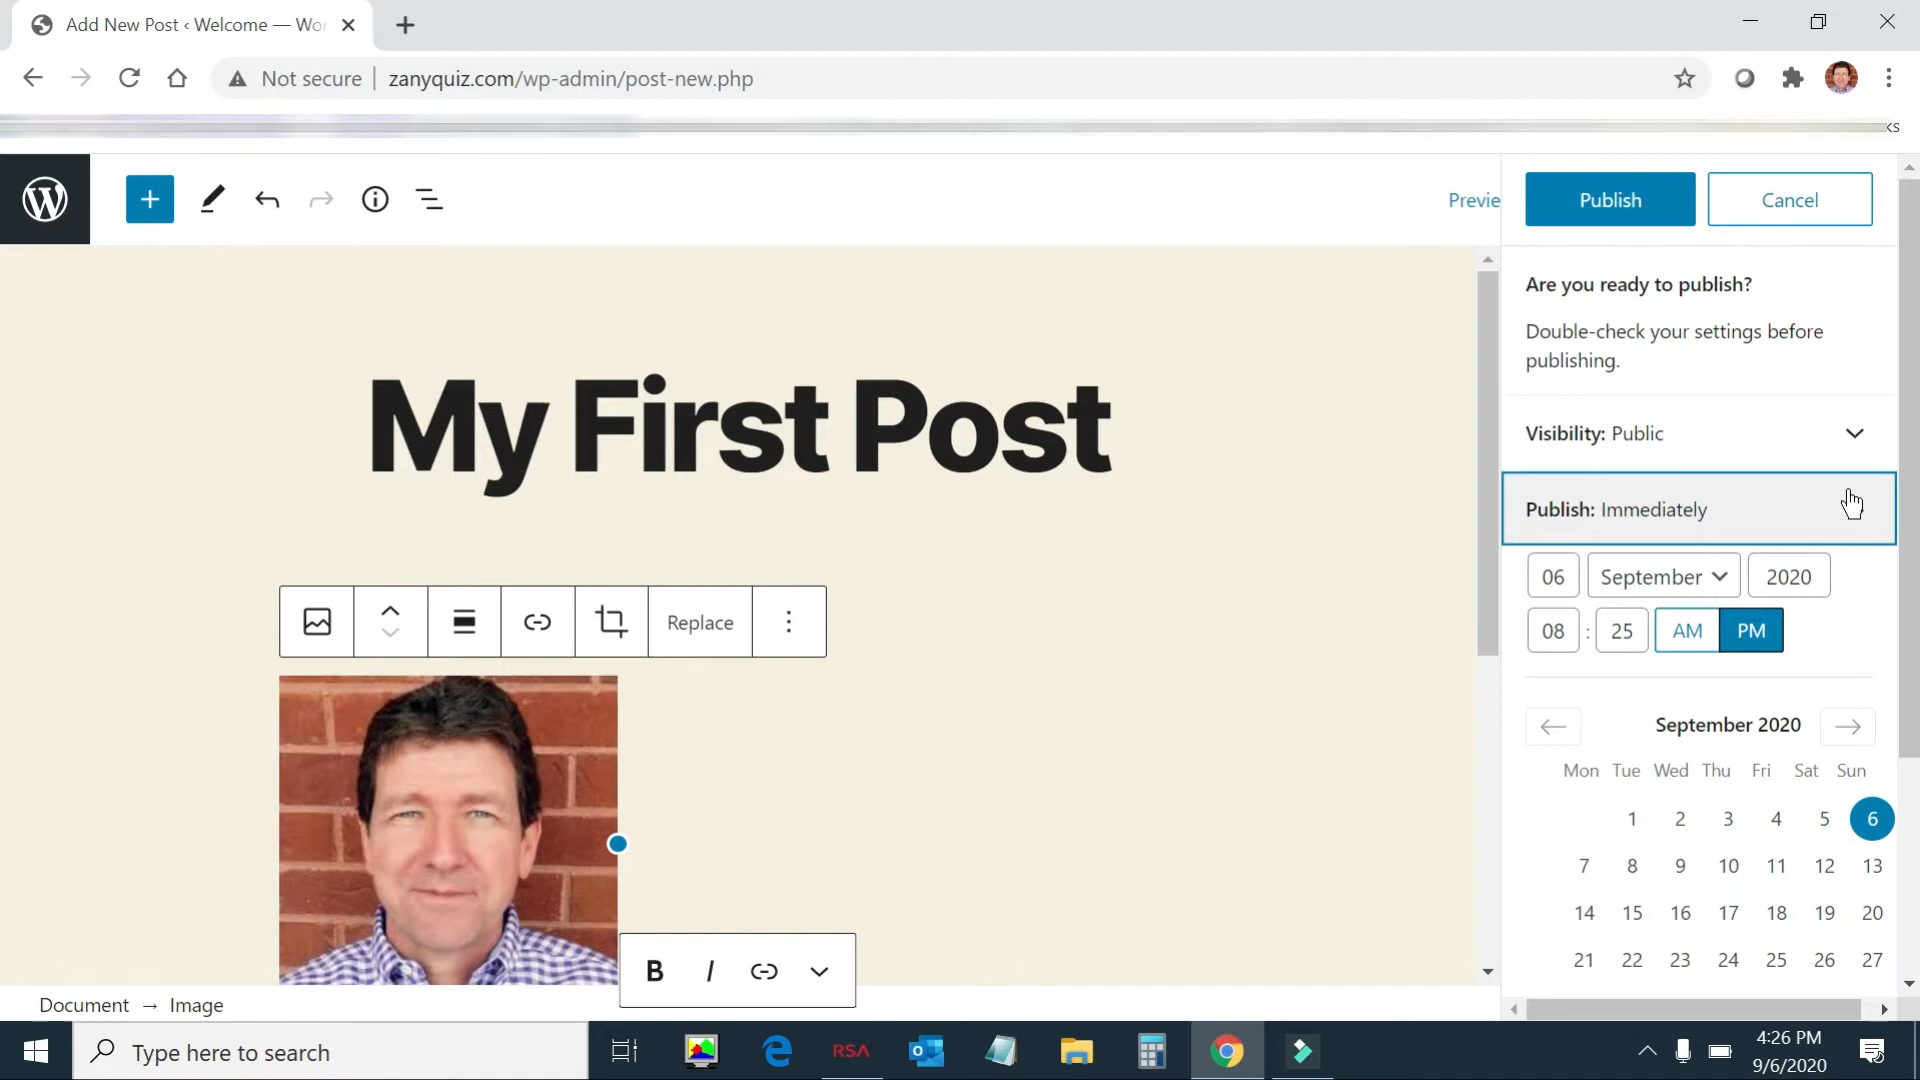 Add New Post ‹ Welcome — Wor
Not secure | zanyquiz.com/wp-admin/post-new.php
ks
Previe
Publish
Cancel
Are you ready to publish?
Double-check your settings before
publishing.
Visibility: Public
Publish: Immediately
06 September 2020
08 : 25 AM PM
September 2020
Mon Tue Wed Thu Fri Sat Sun
1 2 3 4 5 6
7 8 9 10 11 12 13
14 15 16 17 18 19 20
21 22 23 24 25 26 27
My First Post
Replace
B I
Document → Image
Type here to search
RSA
4:26 PM
9/6/2020